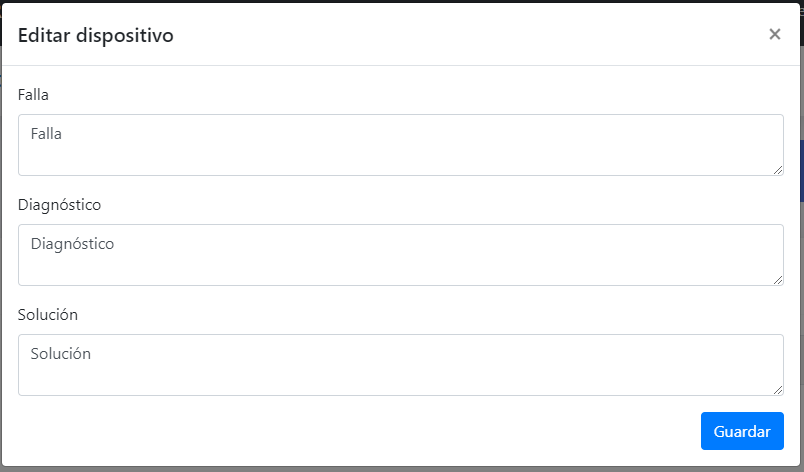 Editar dispositivo ×
Falla
Falla
Diagnóstico
Diagnóstico
Solución
Solución
Guardar